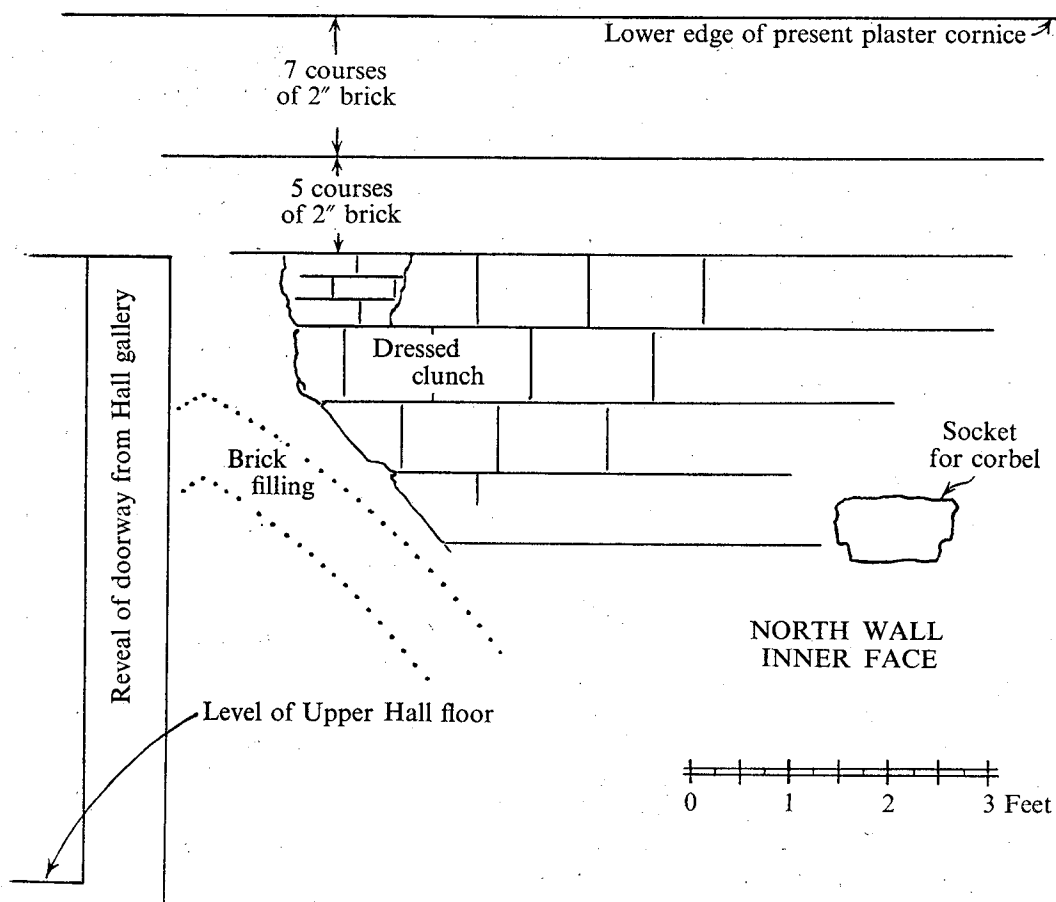 Lower edge of present plaster cornice
7 courses
of 2″ brick
5 courses
of 2″ brick
Reveal of doorway from Hall gallery
Dressed
clunch
Brick
filling
Socket
for corbel
NORTH WALL
INNER FACE
Level of Upper Hall floor
0 1 2 3 Feet